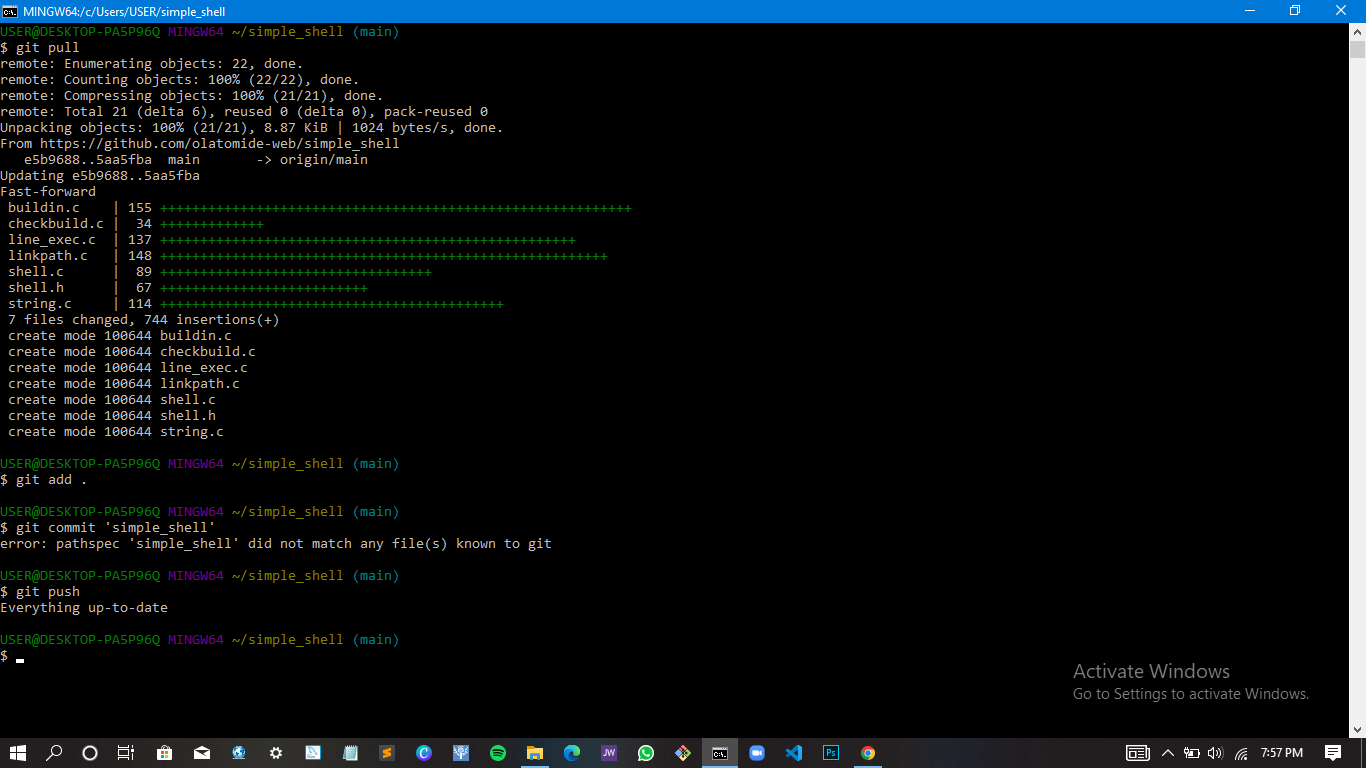 MINGW64:/c/Users/USER/simple_shell
USER@DESKTOP-PA5P96Q MINGW64 ~/simple_shell (main)
$ git pull
remote: Enumerating objects: 22, done.
remote: Counting objects: 100% (22/22), done.
remote: Compressing objects: 100% (21/21), done.
remote: Total 21 (delta 6), reused 0 (delta 0), pack-reused 0
Unpacking objects: 100% (21/21), 8.87 KiB | 1024 bytes/s, done.
From https://github.com/olatomide-web/simple_shell
   e5b9688..5aa5fba  main       -> origin/main
Updating e5b9688..5aa5fba
Fast-forward
 buildin.c    | 155 +++++++++++++++++++++++++++++++++++++++++++++++++++++++++++
 checkbuild.c |  34 +++++++++++++
 line_exec.c  | 137 ++++++++++++++++++++++++++++++++++++++++++++++++++++
 linkpath.c   | 148 ++++++++++++++++++++++++++++++++++++++++++++++++++++++++
 shell.c      |  89 ++++++++++++++++++++++++++++++++++
 shell.h      |  67 ++++++++++++++++++++++++++
 string.c     | 114 +++++++++++++++++++++++++++++++++++++++++++
 7 files changed, 744 insertions(+)
 create mode 100644 buildin.c
 create mode 100644 checkbuild.c
 create mode 100644 line_exec.c
 create mode 100644 linkpath.c
 create mode 100644 shell.c
 create mode 100644 shell.h
 create mode 100644 string.c
USER@DESKTOP-PA5P96Q MINGW64 ~/simple_shell (main)
$ git add .
USER@DESKTOP-PA5P96Q MINGW64 ~/simple_shell (main)
$ git commit 'simple_shell'
error: pathspec 'simple_shell' did not match any file(s) known to git
USER@DESKTOP-PA5P96Q MINGW64 ~/simple_shell (main)
$ git push
Everything up-to-date
USER@DESKTOP-PA5P96Q MINGW64 ~/simple_shell (main)
$
Activate Windows
Go to Settings to activate Windows.
JW
Ps
7:57 PM